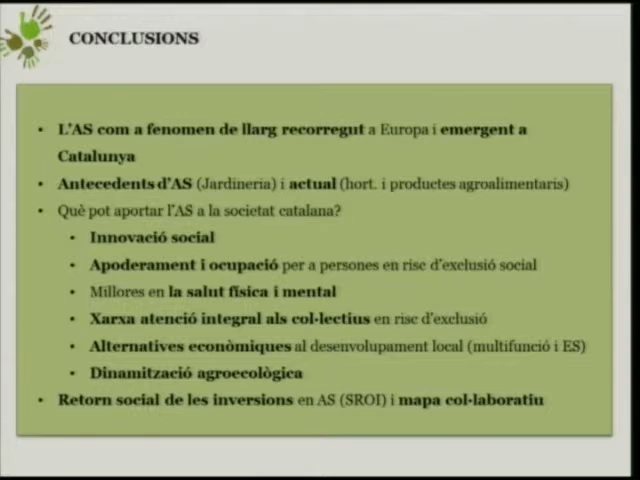 CONCLUSIONS
• L'AS com a fenomen de llarg recorregut a Europa i emergent a
Catalunya
• Antecedents d'AS (Jardineria) i actual (hort. i productes agroalimentaris)
• Què pot aportar l'AS a la societat catalana?
• Innovació social
• Apoderament i ocupació per a persones en risc d'exclusió social
• Millores en la salut física i mental
• Xarxa atenció integral als col·lectius en risc d'exclusió
• Alternatives econòmiques al desenvolupament local (multifunció i ES)
• Dinamització agroecològica
• Retorn social de les inversions en AS (SROI) i mapa col·laboratiu